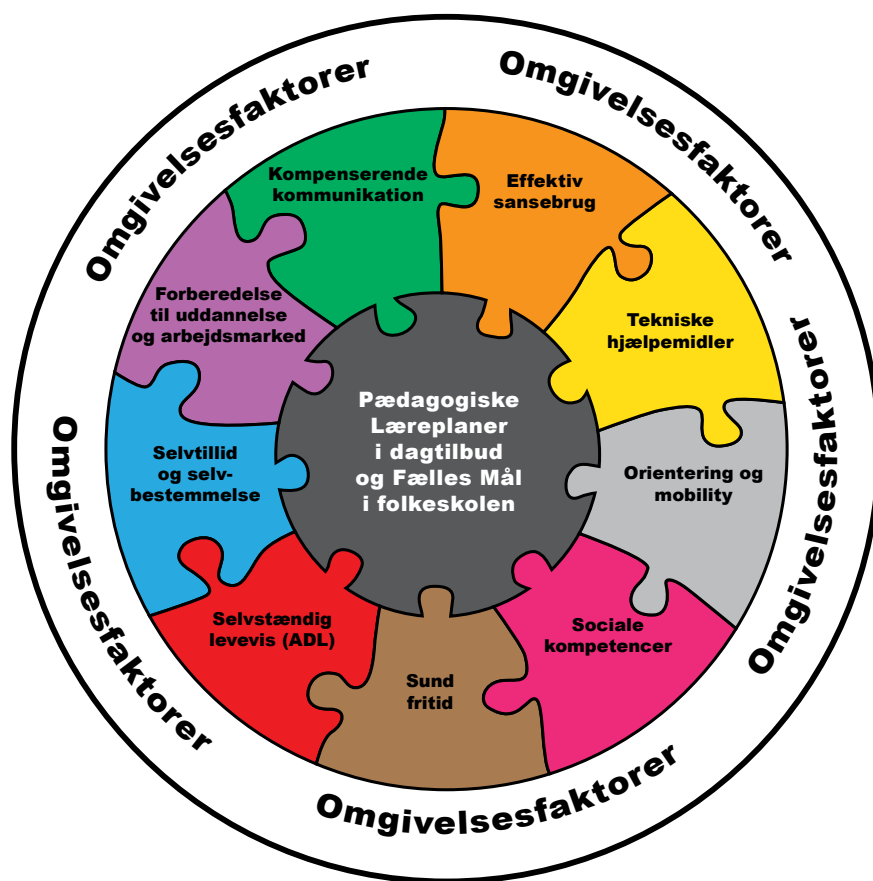 Omgivelsesfaktorer
Omgivelsesfaktorer
Omgivelsesfaktorer
Omgivelsesfaktorer
Omgivelsesfaktorer
Kompenserende
kommunikation
Effektiv
sansebrug
Tekniske
hjælpemidler
Orientering og
mobility
Sociale
kompetencer
Sund
fritid
Selvstændig
levevis (ADL)
Selvtillid
og selv-
bestemmelse
Forberedelse
til uddannelse
og arbejdsmarked
Pædagogiske
Læreplaner
i dagtilbud
og Fælles Mål
i folkeskolen